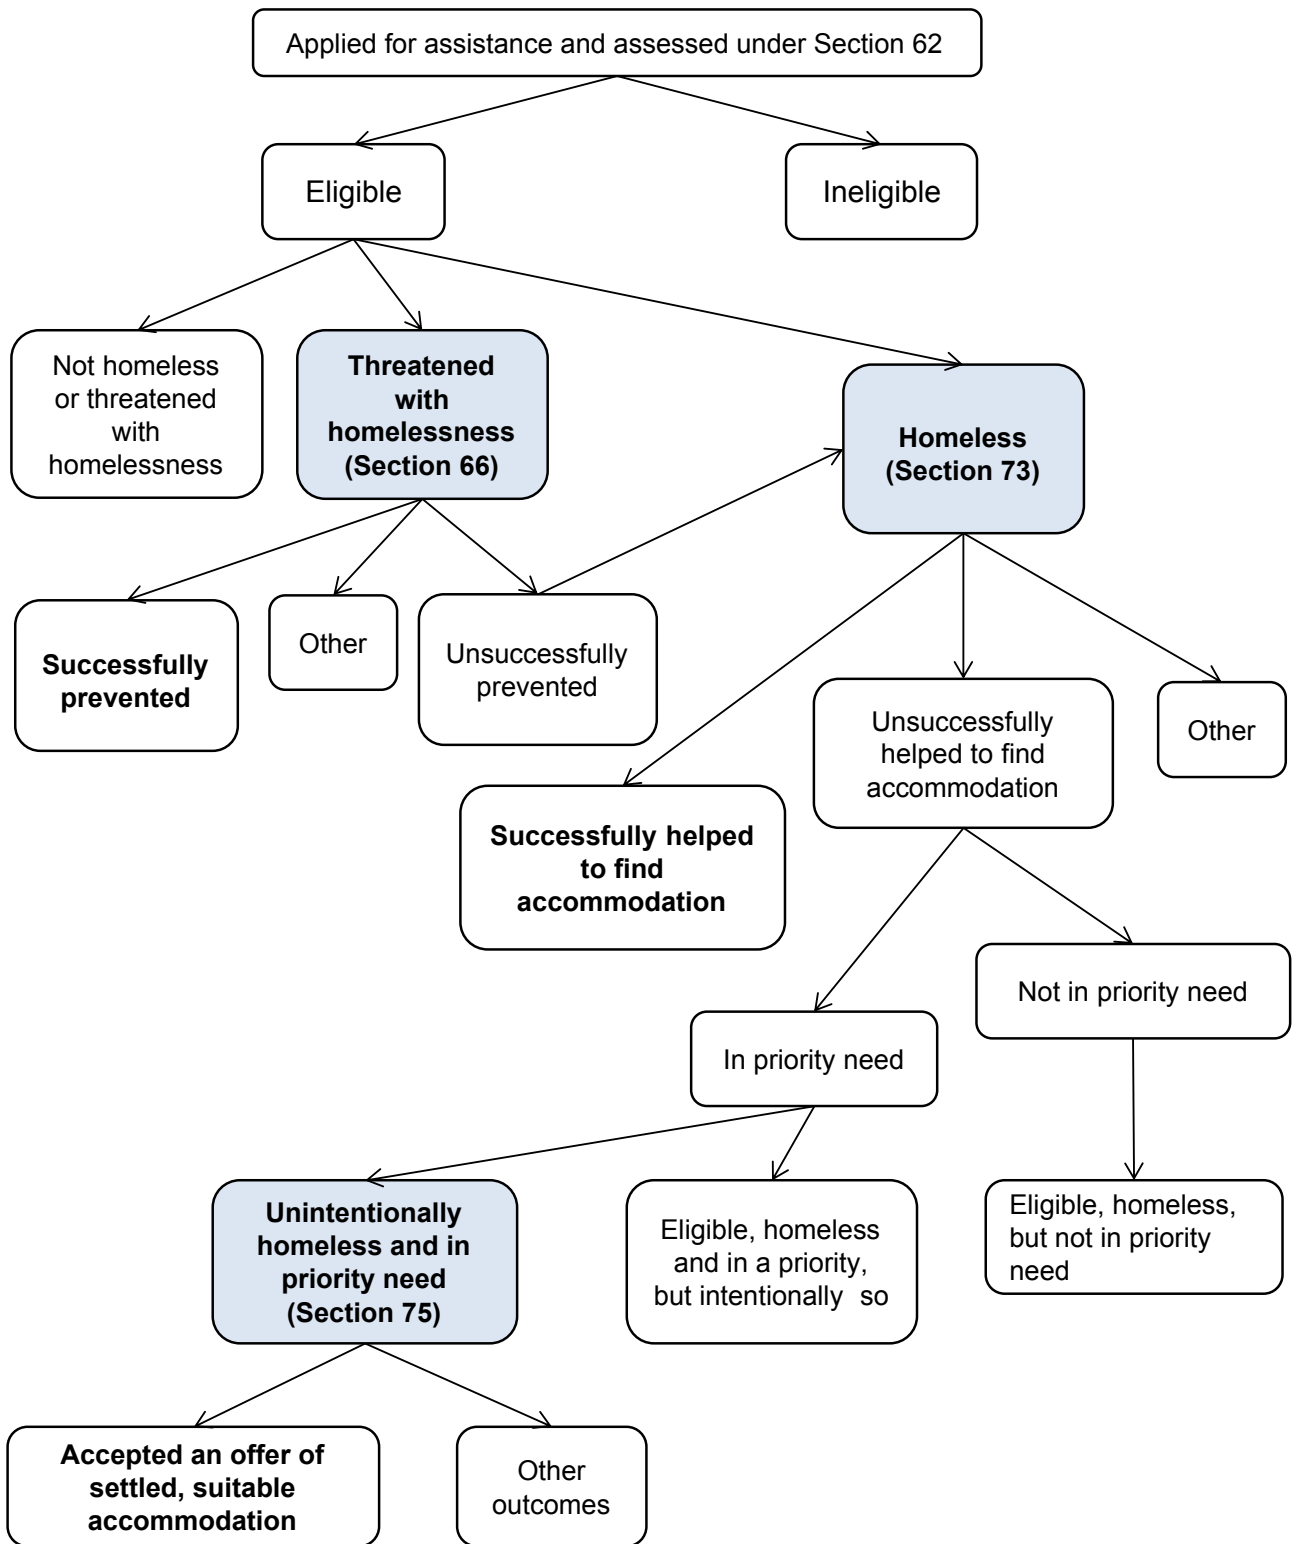 Applied for assistance and assessed under Section 62
Eligible
Ineligible
Not homeless
or threatened
with
homelessness
Threatened
with
homelessness
(Section 66)
Homeless
(Section 73)
Successfully
prevented
Other
Unsuccessfully
prevented
Unsuccessfully
helped to find
accommodation
Other
Successfully helped
to find
accommodation
Not in priority need
In priority need
Unintentionally
homeless and in
priority need
(Section 75)
Eligible, homeless
and in a priority,
but intentionally so
Eligible, homeless,
but not in priority
need
Accepted an offer of
settled, suitable
accommodation
Other
outcomes